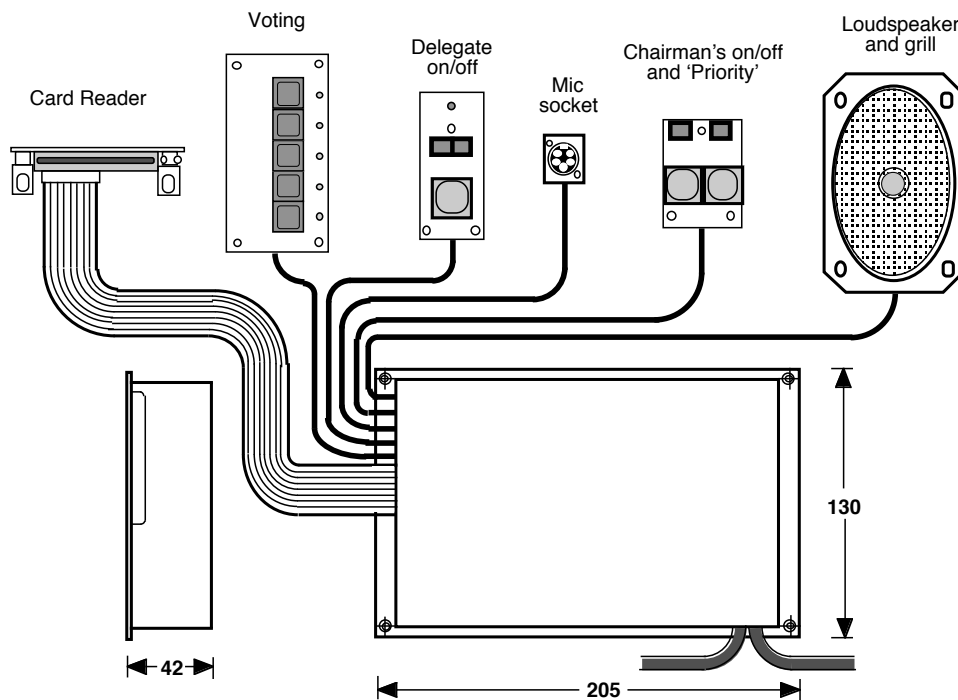 Voting
Delegate
on/off
Card Reader
Mic
socket
Chairman’s on/off
and ‘Priority’
Loudspeaker
and grill
130
42
205